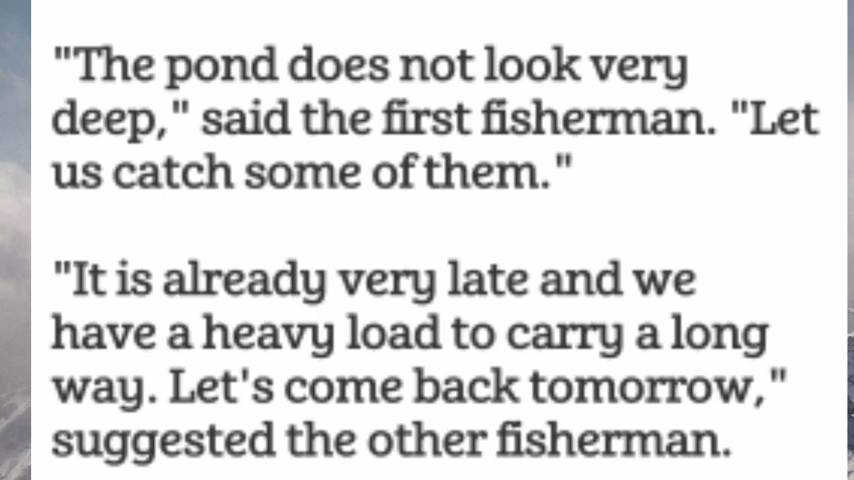 "The pond does not look very
deep," said the first fisherman. "Let
us catch some of them."
"It is already very late and we
have a heavy load to carry a long
way. Let's come back tomorrow,"
suggested the other fisherman.